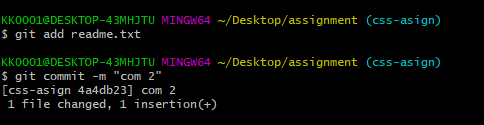 KK0001@DESKTOP-43MHJTU MINGW64 ~/Desktop/assignment (css-asign)
$ git add readme.txt
KK0001@DESKTOP-43MHJTU MINGW64 ~/Desktop/assignment (css-asign)
$ git commit -m "com 2"
[css-asign 4a4db23] com 2
1 file changed, 1 insertion(+)